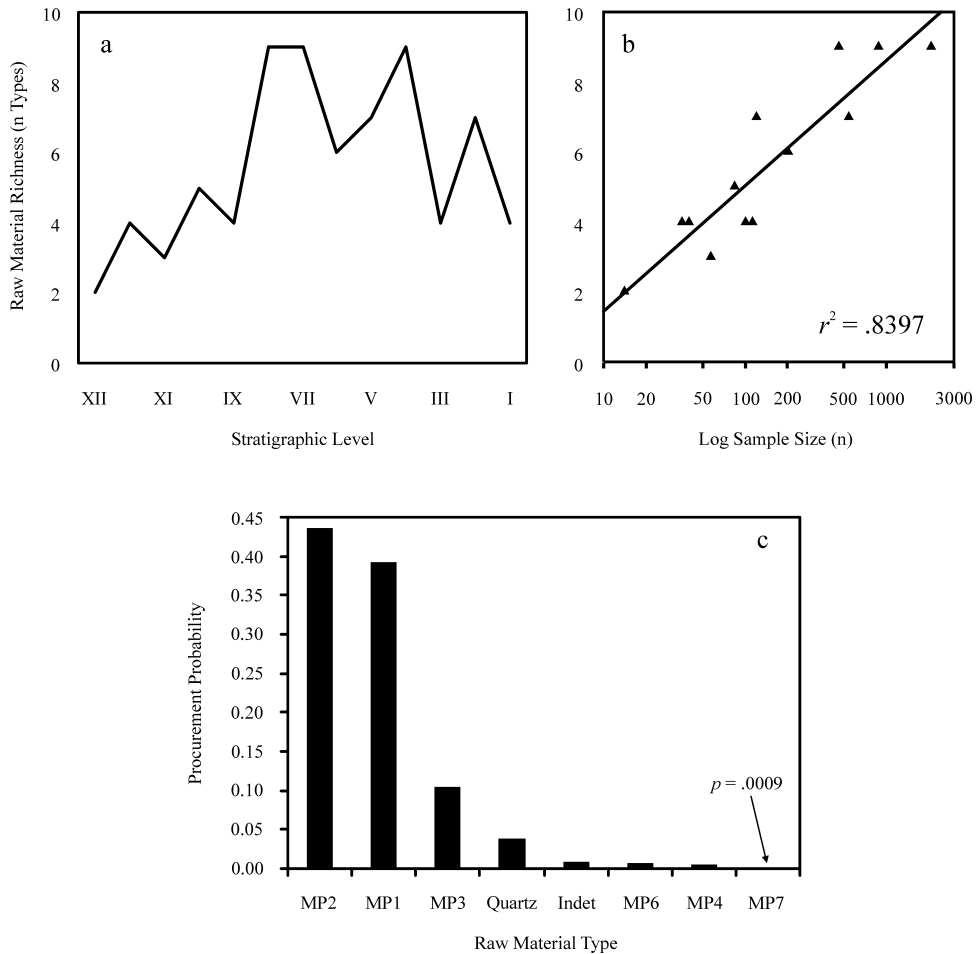 a
Raw Material Richness (n Types)
10
8
6
4
2
0
XII XI IX VII V III I
Stratigraphic Level
b
10
8
6
4
2
0
r² = .8397
10 20 50 100 200 500 1000 3000
Log Sample Size (n)
c
Procurement Probability
0.45
0.40
0.35
0.30
0.25
0.20
0.15
0.10
0.05
0.00
p = .0009
MP2 MP1 MP3 Quartz Indet MP6 MP4 MP7
Raw Material Type